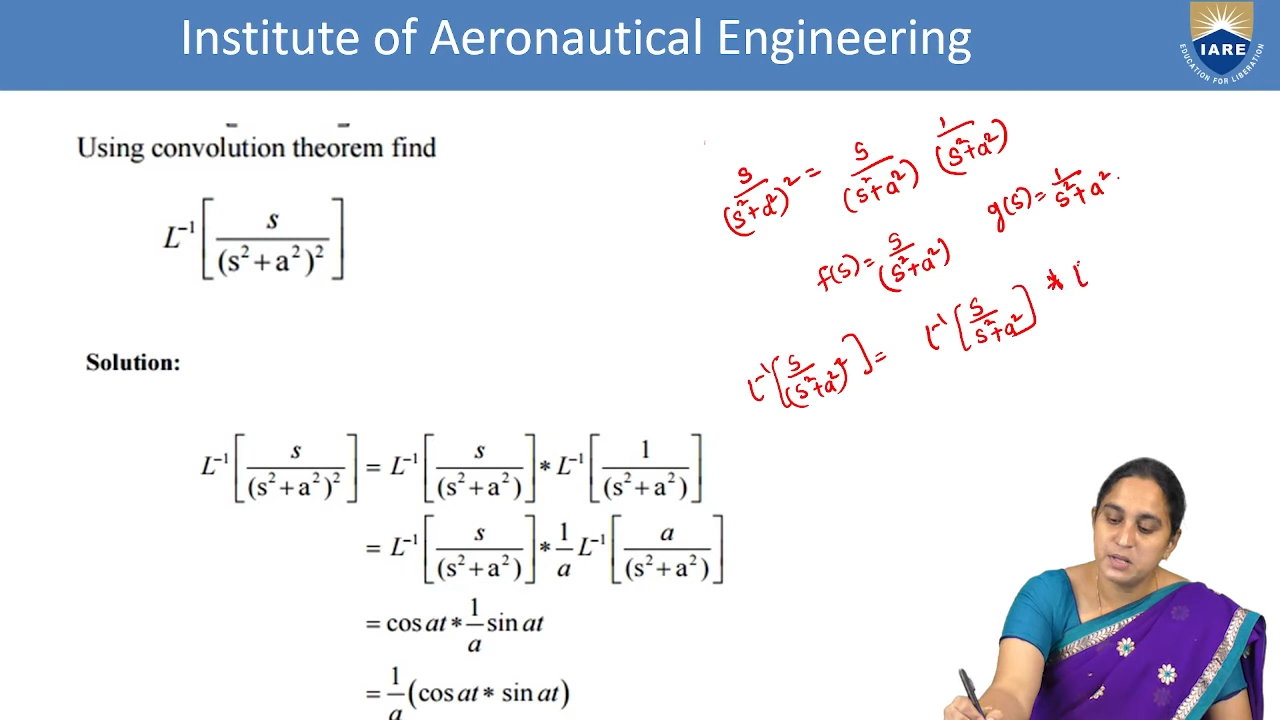 Institute of Aeronautical Engineering
IARE
EDUCATION FOR LIBERATION
Using convolution theorem find
L⁻¹[s/(s²+a²)²]
Solution:
L⁻¹[s/(s²+a²)²] = L⁻¹[s/(s²+a²)] * L⁻¹[1/(s²+a²)]
= L⁻¹[s/(s²+a²)] * 1/a L⁻¹[a/(s²+a²)]
= cos at * 1/a sin at
= 1/a (cos at * sin at)
s/(s²+a²)² = s/(s²+a²) 1/(s²+a²)
f(s) = s/(s²+a²) g(s) = 1/s²+a².
L⁻¹[s/(s²+a²)²] = L⁻¹[s/s²+a²] * L